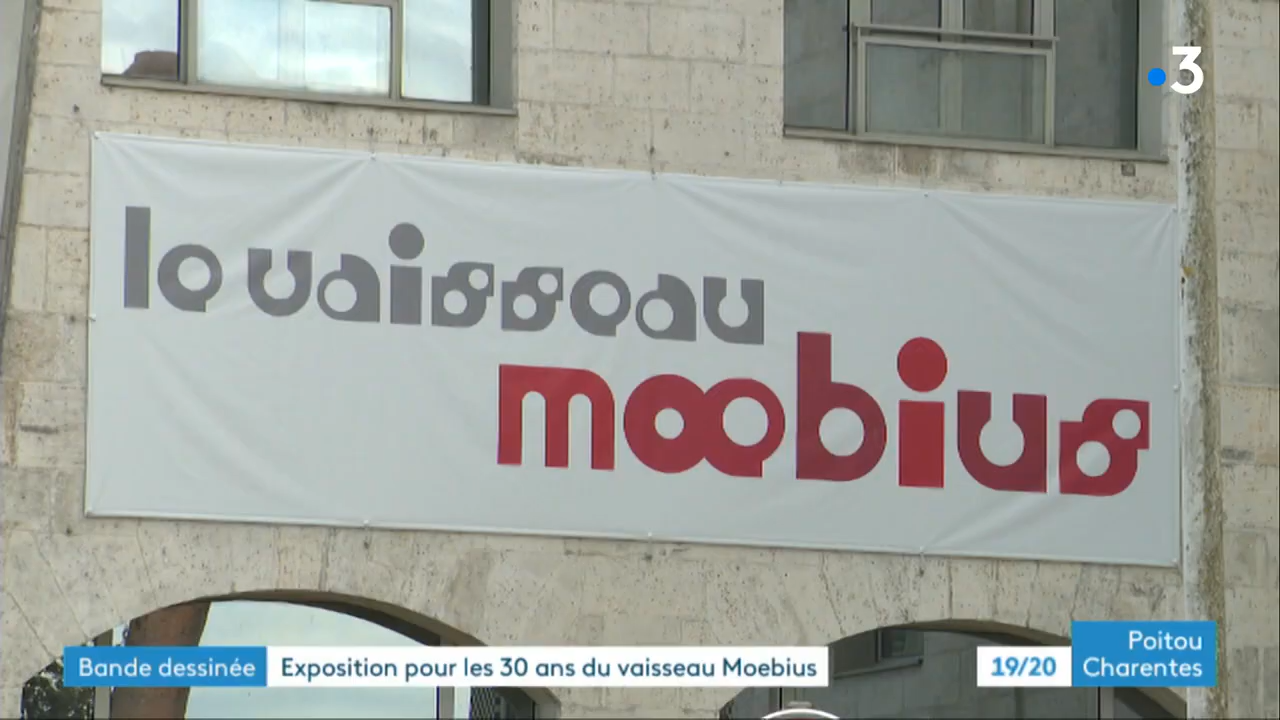 3
le vaisseau
moebius
Bande dessinée Exposition pour les 30 ans du vaisseau Moebius
19/20
Poitou
Charentes